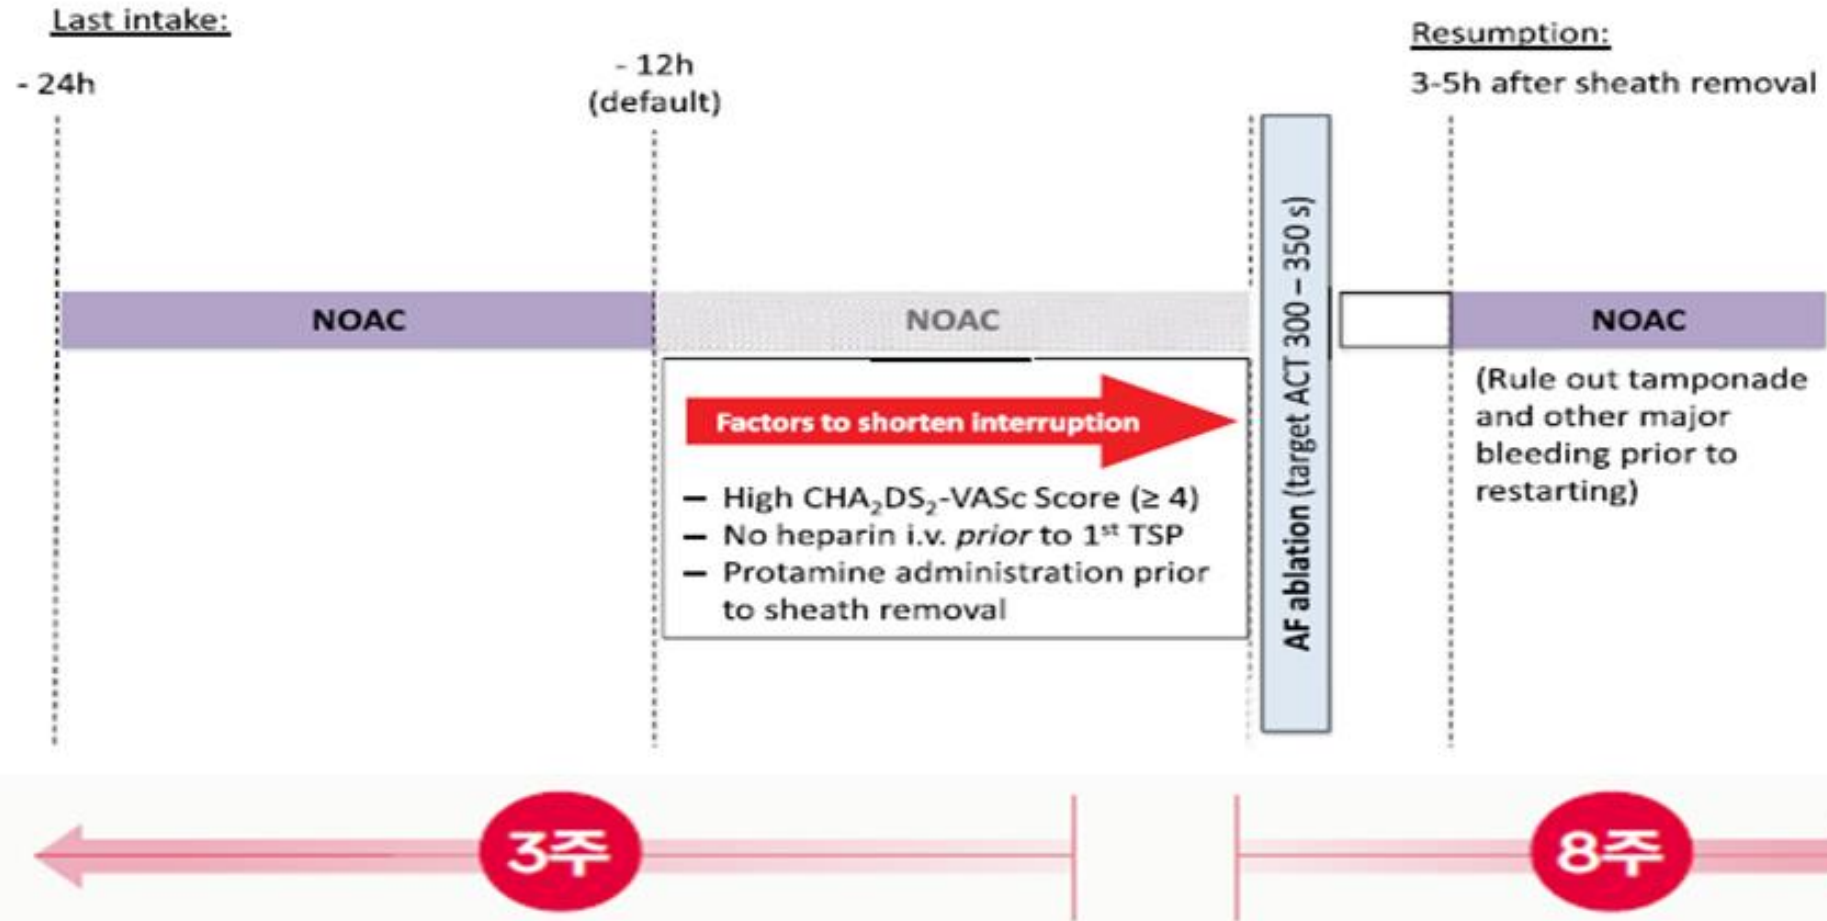 Last intake:
- 24h
- 12h
(default)
Resumption:
3-5h after sheath removal
NOAC
NOAC
AF ablation (target ACT 300 – 350 s)
NOAC
Factors to shorten interruption
– High CHA₂DS₂-VASc Score (≥ 4)
– No heparin i.v. prior to 1st TSP
– Protamine administration prior
to sheath removal
(Rule out tamponade
and other major
bleeding prior to
restarting)
3주
8주